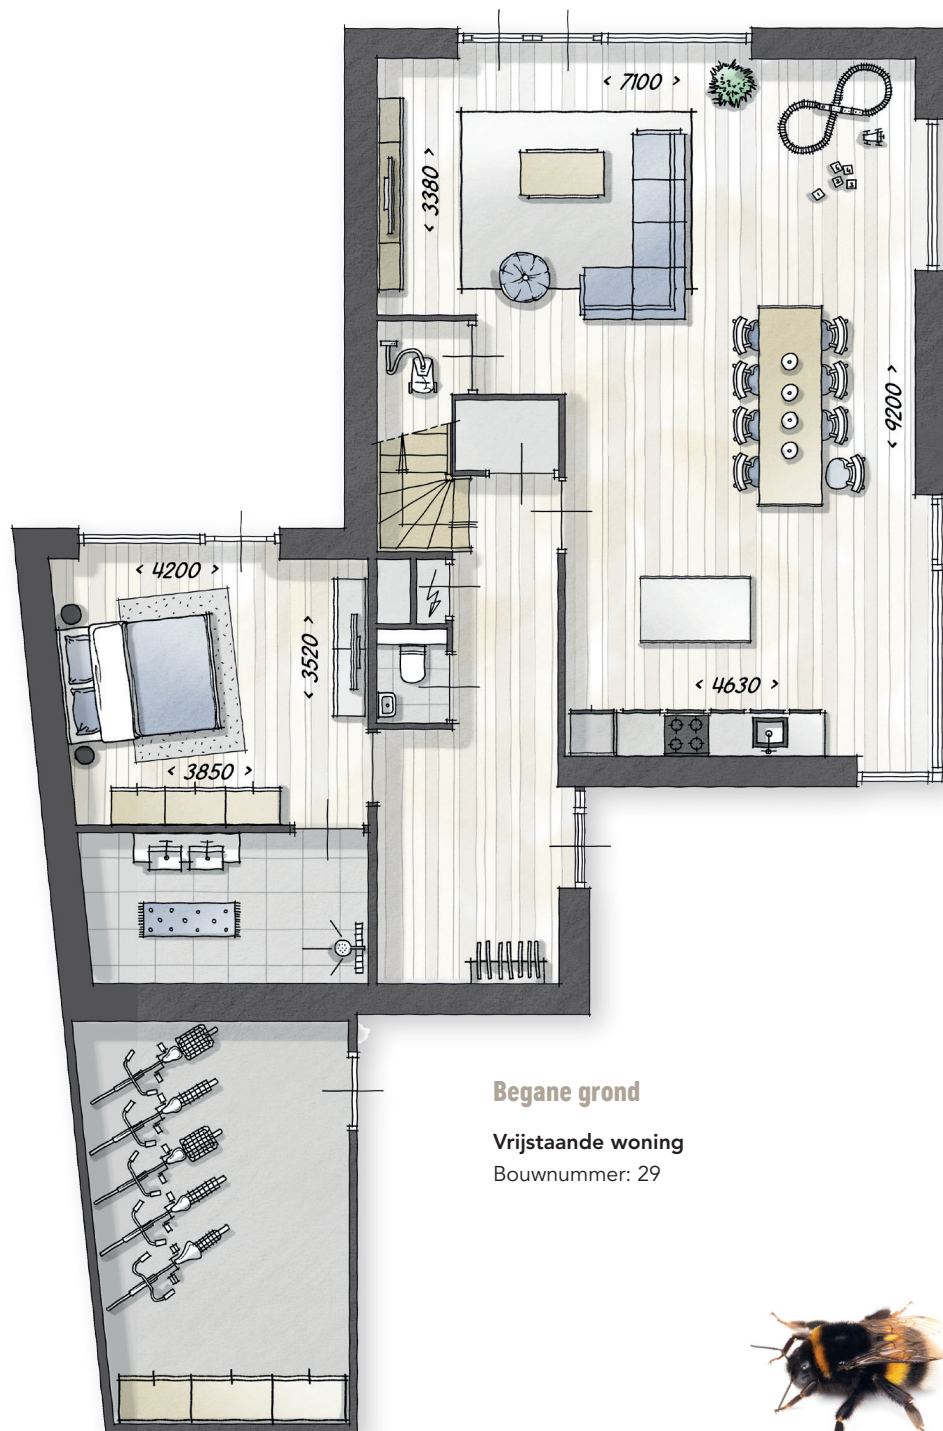 < 7100 >
< 3380 >
< 9200 >
< 4200 >
< 3520 >
< 4630 >
< 3850 >
Begane grond
Vrijstaande woning
Bouwnummer: 29